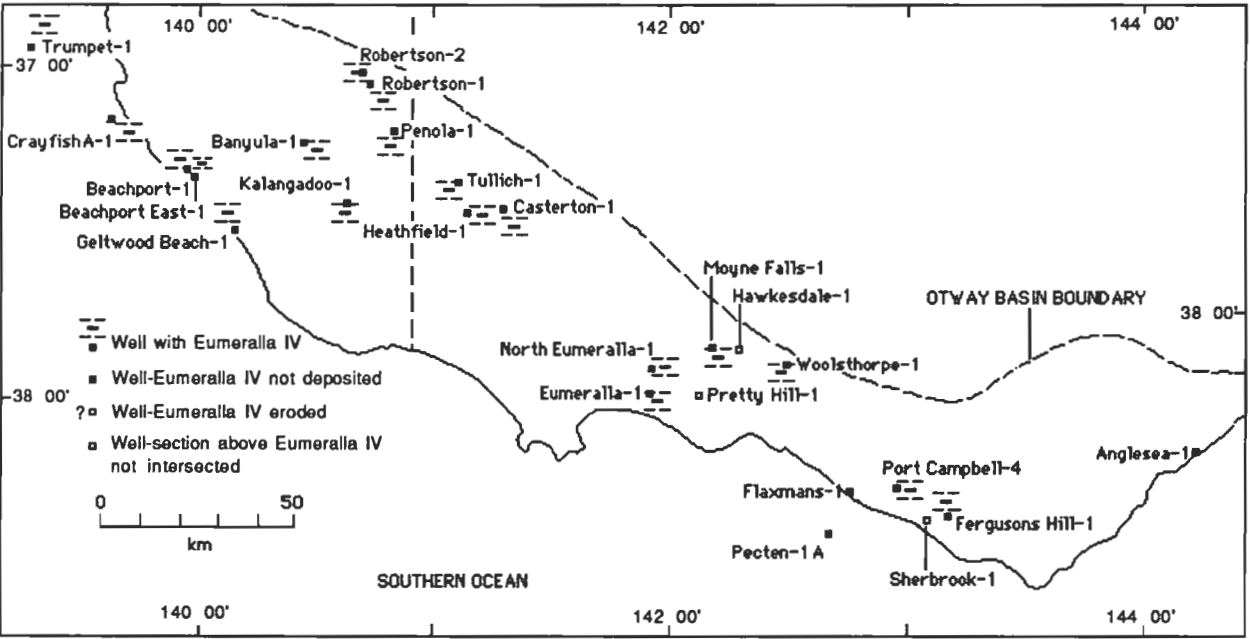 140 00'
142 00'
144 00'
Trumpet-1
37 00'
Robertson-2
Robertson-1
Crayfish A-1
Banyula-1
Penola-1
Beachport-1
Kalangadoo-1
Tullich-1
Beachport East-1
Casterton-1
Heathfield-1
Geltwood Beach-1
Moyne Falls-1
Hawkesdale-1
OTWAY BASIN BOUNDARY
38 00'
Well with Eumeralla IV
North Eumeralla-1
Woolsthorpe-1
Well-Eumeralla IV not deposited
38 00'
Eumeralla-1
Pretty Hill-1
? Well-Eumeralla IV eroded
Well-section above Eumeralla IV
not intersected
Anglesea-1
Port Campbell-4
Flaxmans-1
0 50
km
Fergusons Hill-1
Pecten-1 A
Sherbrook-1
SOUTHERN OCEAN
140 00'
142 00'
144 00'